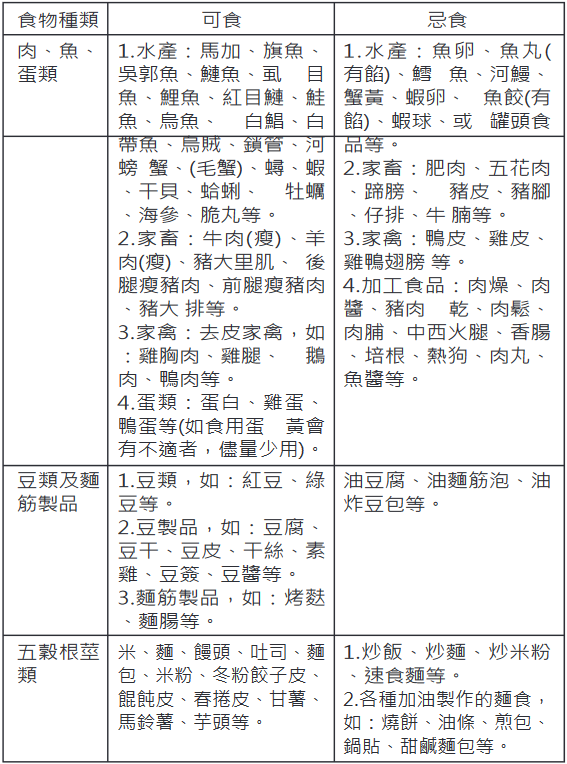 食物種類
可食
忌食
肉、魚、
蛋類
1.水產：馬加、旗魚、
吳郭魚、鰱魚、虱 目
魚、鯉魚、紅目鰱、鮭
魚、烏魚、 白鯧、白
帶魚、烏賊、鎖管、河
螃 蟹、(毛蟹)、蟳、蝦
、干貝、蛤蜊、 牡蠣
、海參、脆丸等。
2.家畜：牛肉(瘦)、羊
肉(瘦)、豬大里肌、 後
腿瘦豬肉、前腿瘦豬肉
、豬大 排等。
3.家禽：去皮家禽，如
：雞胸肉、雞腿、 鵝
肉、鴨肉等。
4.蛋類：蛋白、雞蛋、
鴨蛋等(如食用蛋 黃會
有不適者，儘量少用)。
1.水產：魚卵、魚丸(
有餡)、鱈 魚、河鰻、
蟹黃、蝦卵、 魚餃(有
餡)、蝦球、或 罐頭食
品等。
2.家畜：肥肉、五花肉
、蹄膀、 豬皮、豬腳
、仔排、牛 腩等。
3.家禽：鴨皮、雞皮、
雞鴨翅膀 等。
4.加工食品：肉燥、肉
醬、豬肉 乾、肉鬆、
肉脯、中西火腿、香腸
、培根、熱狗、肉丸、
魚醬等。
豆類及麵
筋製品
1.豆類，如：紅豆、綠
豆等。
2.豆製品，如：豆腐、
豆干、豆皮、干絲、素
雞、豆簽、豆醬等。
3.麵筋製品，如：烤麩
、麵腸等。
油豆腐、油麵筋泡、油
炸豆包等。
五穀根莖
類
米、麵、饅頭、吐司、麵
包、米粉、冬粉餃子皮、
餛飩皮、春捲皮、甘薯、
馬鈴薯、芋頭等。
1.炒飯、炒麵、炒米粉
、速食麵等。
2.各種加油製作的麵食，
如：燒餅、油條、煎包、
鍋貼、甜鹹麵包等。